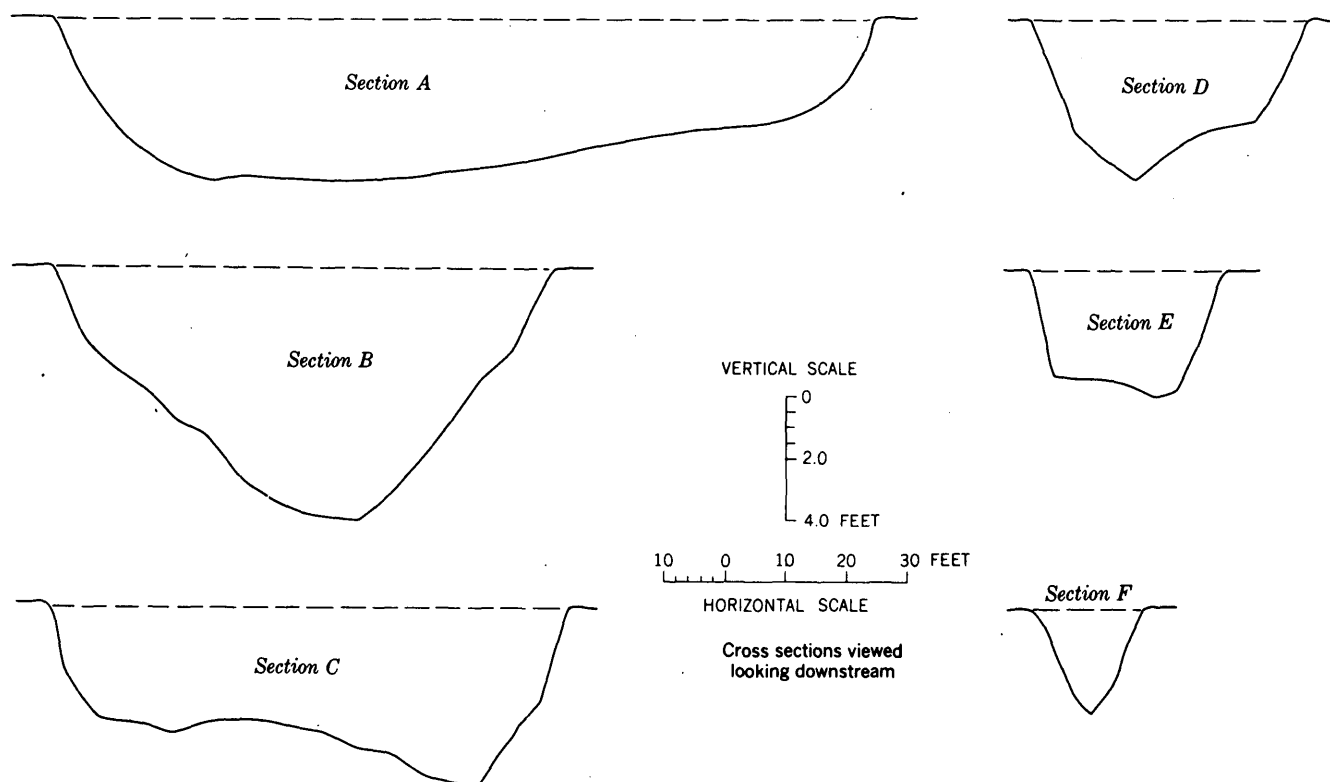 Section A
Section D
Section B
Section E
VERTICAL SCALE
0
2.0
4.0 FEET
10 0 10 20 30 FEET
HORIZONTAL SCALE
Section F
Section C
Cross sections viewed
looking downstream